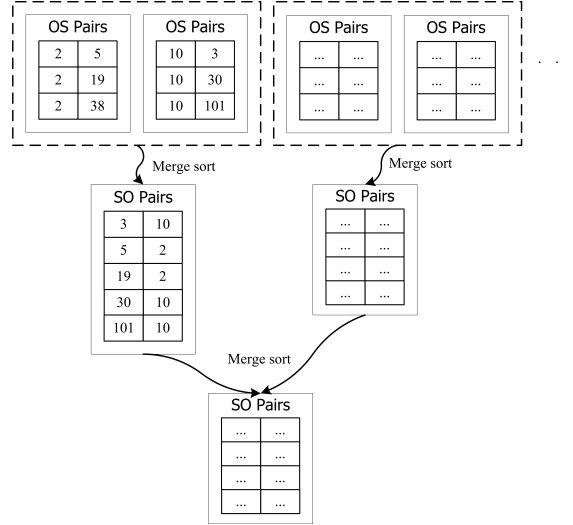 OS Pairs OS Pairs OS Pairs OS Pairs
2 5 10 3 ... ... ... ...
2 19 10 30 ... ... ... ...
2 38 10 101 ... ... ... ...
. .
Merge sort Merge sort
SO Pairs SO Pairs
3 10 ... ...
5 2 ... ...
19 2 ... ...
30 10 ... ...
101 10
Merge sort
SO Pairs
... ...
... ...
... ...
... ...